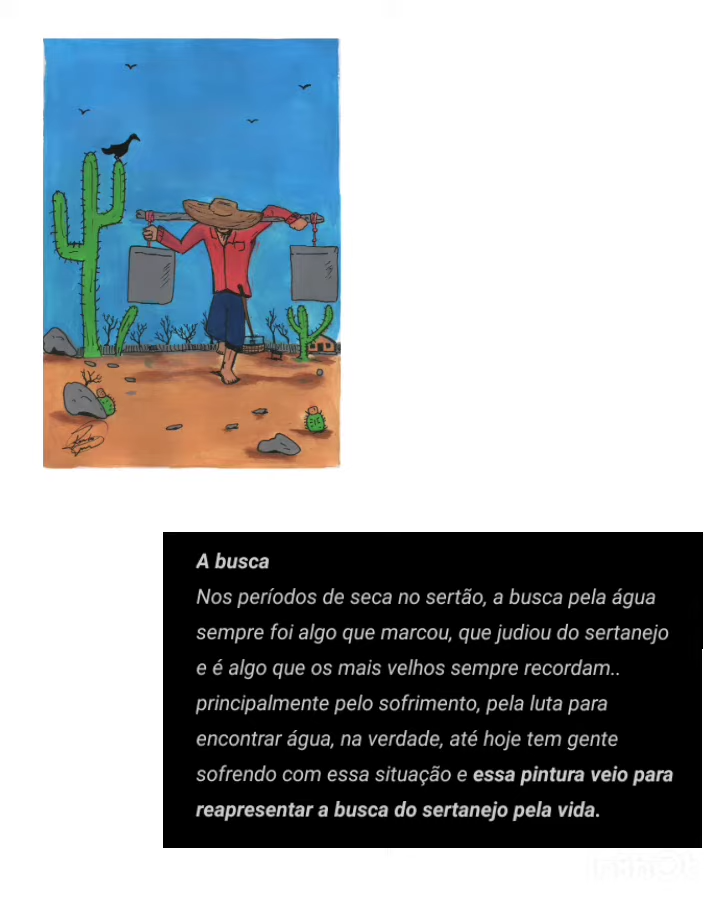 A busca
Nos períodos de seca no sertão, a busca pela água
sempre foi algo que marcou, que judiou do sertanejo
e é algo que os mais velhos sempre recordam..
principalmente pelo sofrimento, pela luta para
encontrar água, na verdade, até hoje tem gente
sofrendo com essa situação e essa pintura veio para
reapresentar a busca do sertanejo pela vida.